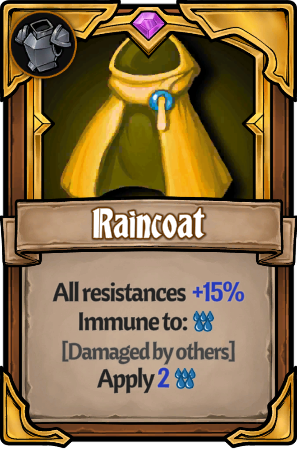 Raincoat
All resistances +15%
Immune to:
[Damaged by others]
Apply 2